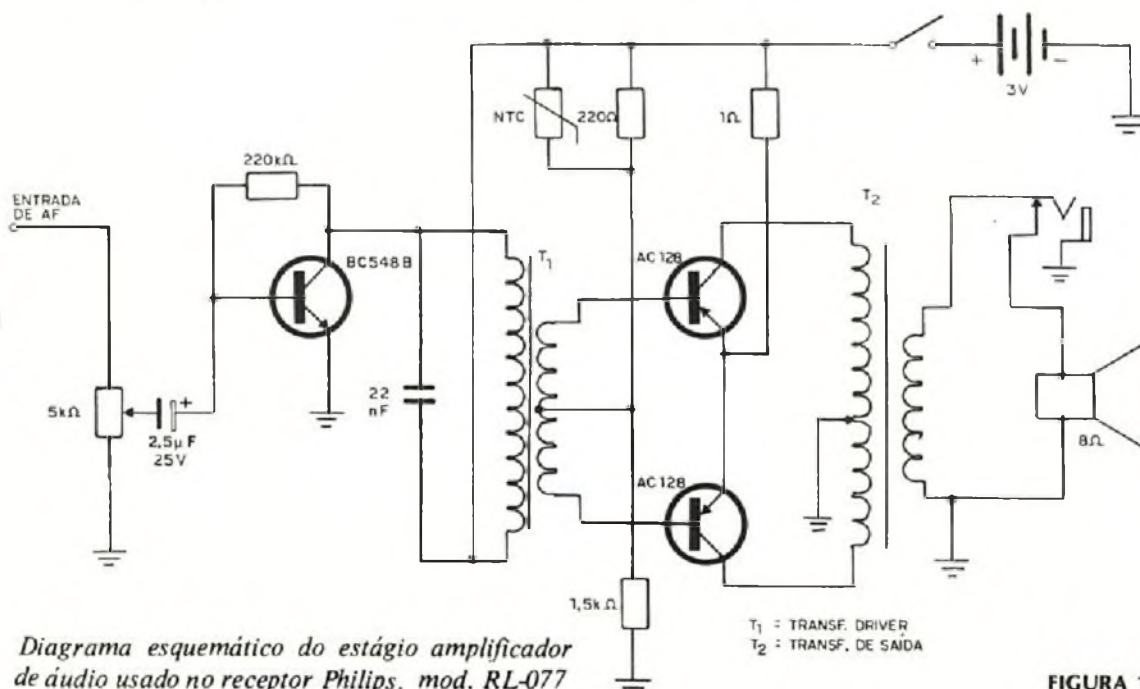 3V
NTC
220Ω
1Ω
220kΩ
ENTRADA
DE AF
BC548B
T1
AC128
T2
5kΩ
2,5µF
25V
22
nF
8Ω
AC128
1,5kΩ
T1 = TRANSF. DRIVER
T2 = TRANSF. DE SAÍDA
Diagrama esquemático do estágio amplificador
de áudio usado no receptor Philips, mod. RL-077
FIGURA